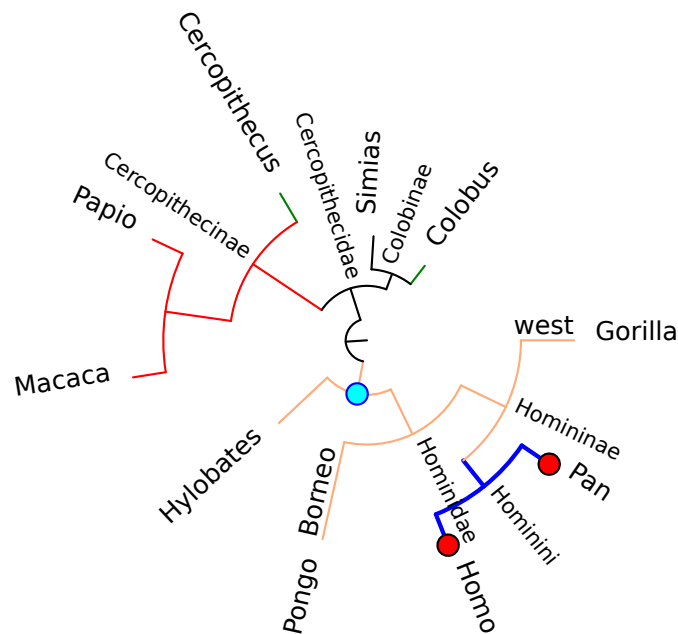 Cercopithecus
Cercopithecinae
Papio
Macaca
Cercopithecidae
Simias
Colobinae
Colobus
west
Gorilla
Homininae
Pan
Hominini
Hominidae
Homo
Borneo
Pongo
Hylobates